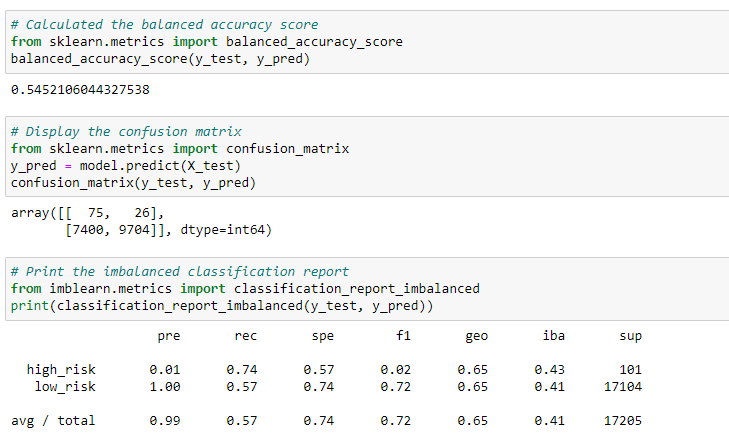 # Calculated the balanced accuracy score
from sklearn.metrics import balanced_accuracy_score
balanced_accuracy_score(y_test, y_pred)
0.5452106044327538
# Display the confusion matrix
from sklearn.metrics import confusion_matrix
y_pred = model.predict(X_test)
confusion_matrix(y_test, y_pred)
array([[  75,   26],
       [7400, 9704]], dtype=int64)
# Print the imbalanced classification report
from imblearn.metrics import classification_report_imbalanced
print(classification_report_imbalanced(y_test, y_pred))
pre rec spe f1 geo iba sup
high_risk 0.01 0.74 0.57 0.02 0.65 0.43 101
low_risk 1.00 0.57 0.74 0.72 0.65 0.41 17104
avg / total 0.99 0.57 0.74 0.72 0.65 0.41 17205